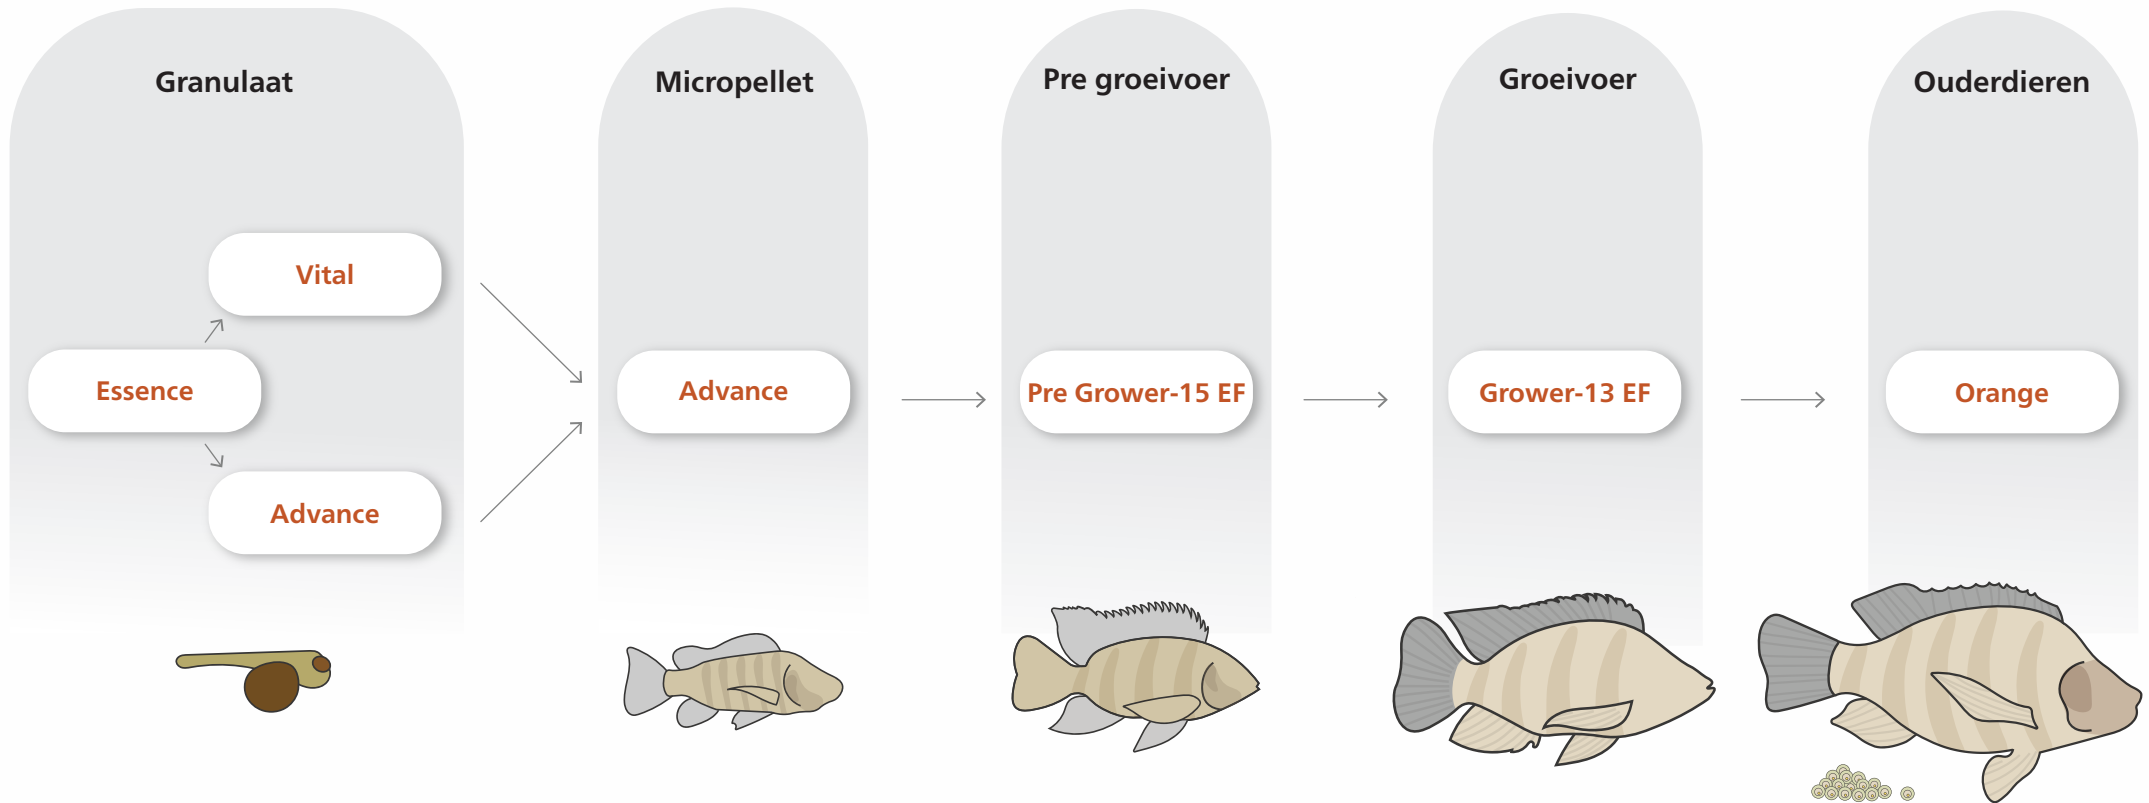 Granulaat
Vital
Essence
Advance
Micropellet
Advance
Pre groeivoer
Pre Grower-15 EF
Groeivoer
Grower-13 EF
Ouderdieren
Orange